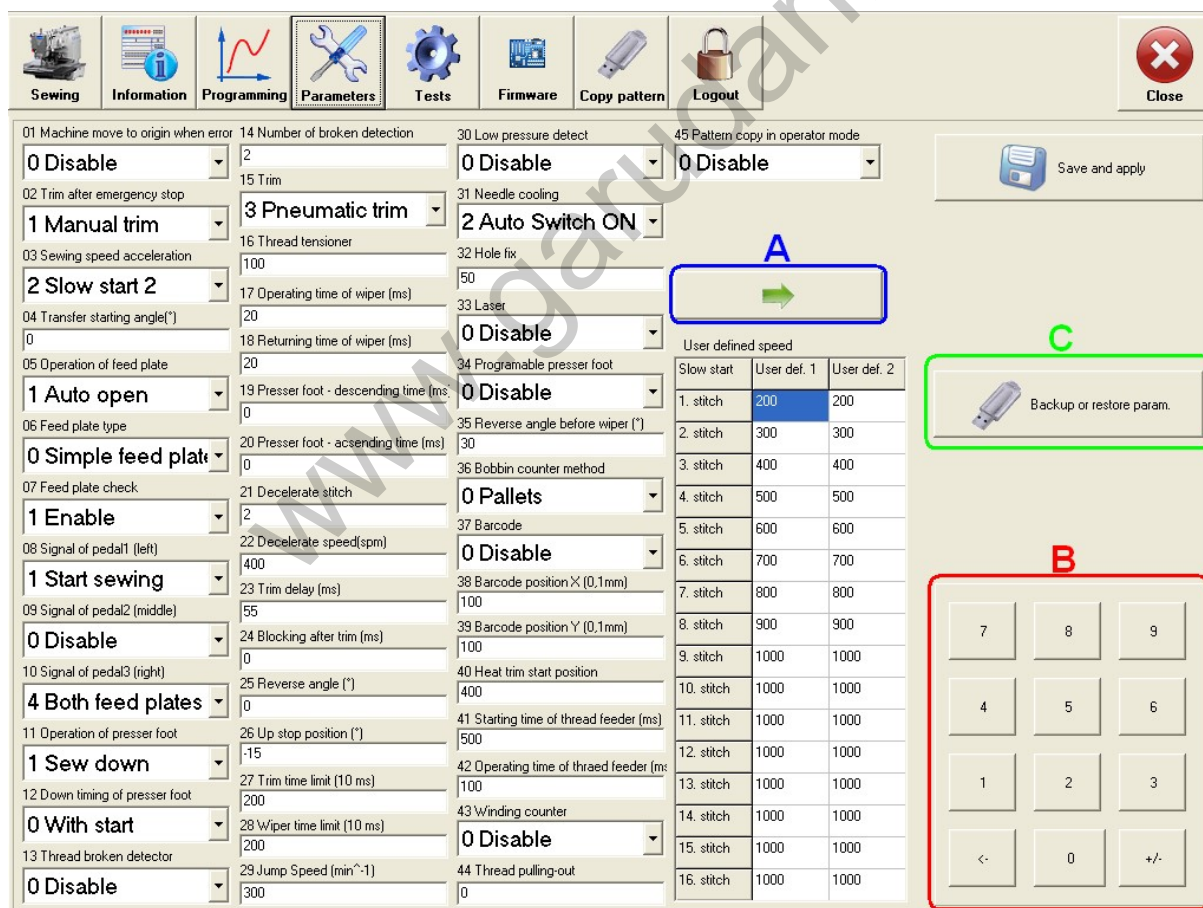 Sewing
Information
Programming
Parameters
Tests
Firmware
Copy pattern
Logout
Close
01 Machine move to origin when error
0 Disable
02 Trim after emergency stop
1 Manual trim
03 Sewing speed acceleration
2 Slow start 2
04 Transfer starting angle(°)
0
05 Operation of feed plate
1 Auto open
06 Feed plate type
0 Simple feed plate
07 Feed plate check
1 Enable
08 Signal of pedal1 (left)
1 Start sewing
09 Signal of pedal2 (middle)
0 Disable
10 Signal of pedal3 (right)
4 Both feed plates
11 Operation of presser foot
1 Sew down
12 Down timing of presser foot
0 With start
13 Thread broken detector
0 Disable
14 Number of broken detection
2
15 Trim
3 Pneumatic trim
16 Thread tensioner
100
17 Operating time of wiper (ms)
20
18 Returning time of wiper (ms)
20
19 Presser foot - descending time (ms
0
20 Presser foot - acsending time (ms)
0
21 Decelerate stitch
2
22 Decelerate speed(spm)
400
23 Trim delay (ms)
55
24 Blocking after trim (ms)
0
25 Reverse angle (°)
0
26 Up stop position (°)
-15
27 Trim time limit (10 ms)
200
28 Wiper time limit (10 ms)
200
29 Jump Speed (min^-1)
300
30 Low pressure detect
0 Disable
31 Needle cooling
2 Auto Switch ON
32 Hole fix
50
33 Laser
0 Disable
34 Programable presser foot
0 Disable
35 Reverse angle before wiper (°)
30
36 Bobbin counter method
0 Pallets
37 Barcode
0 Disable
38 Barcode position X (0,1mm)
100
39 Barcode position Y (0,1mm)
100
40 Heat trim start position
400
41 Starting time of thread feeder (ms)
500
42 Operating time of thraed feeder (ms
100
43 Winding counter
0 Disable
44 Thread pulling-out
0
45 Pattern copy in operator mode
0 Disable
A
User defined speed
Slow start User def. 1 User def. 2
1. stitch 200 200
2. stitch 300 300
3. stitch 400 400
4. stitch 500 500
5. stitch 600 600
6. stitch 700 700
7. stitch 800 800
8. stitch 900 900
9. stitch 1000 1000
10. stitch 1000 1000
11. stitch 1000 1000
12. stitch 1000 1000
13. stitch 1000 1000
14. stitch 1000 1000
15. stitch 1000 1000
16. stitch 1000 1000
Save and apply
C
Backup or restore param.
B
7 8 9
4 5 6
1 2 3
<- 0 +/-
www.garudan